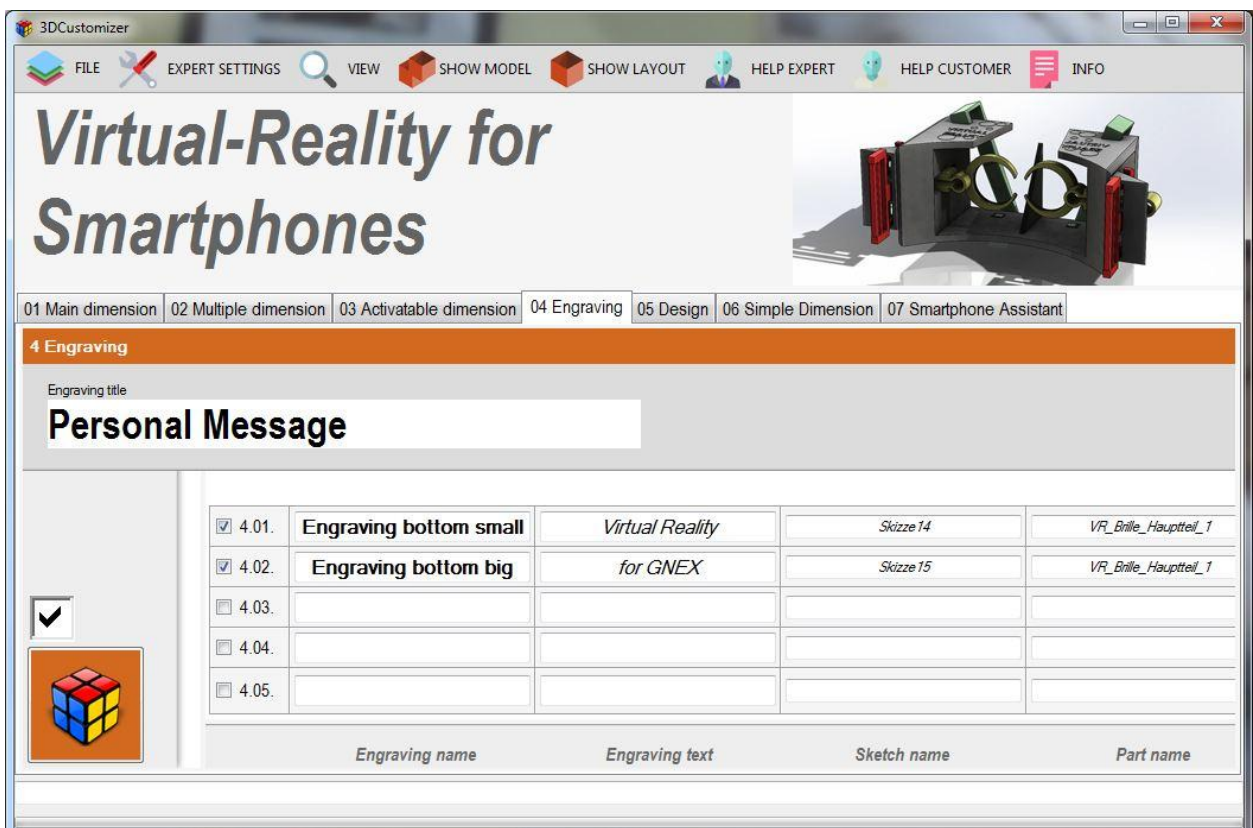 3DCustomizer
FILE EXPERT SETTINGS VIEW SHOW MODEL SHOW LAYOUT HELP EXPERT HELP CUSTOMER INFO
Virtual-Reality for
Smartphones
01 Main dimension 02 Multiple dimension 03 Activatable dimension 04 Engraving 05 Design 06 Simple Dimension 07 Smartphone Assistant
4 Engraving
Engraving title
Personal Message
4.01. Engraving bottom small Virtual Reality Skizze14 VR_Brille_Hauptteil_1
4.02. Engraving bottom big for GNEX Skizze15 VR_Brille_Hauptteil_1
4.03.
4.04.
4.05.
Engraving name Engraving text Sketch name Part name